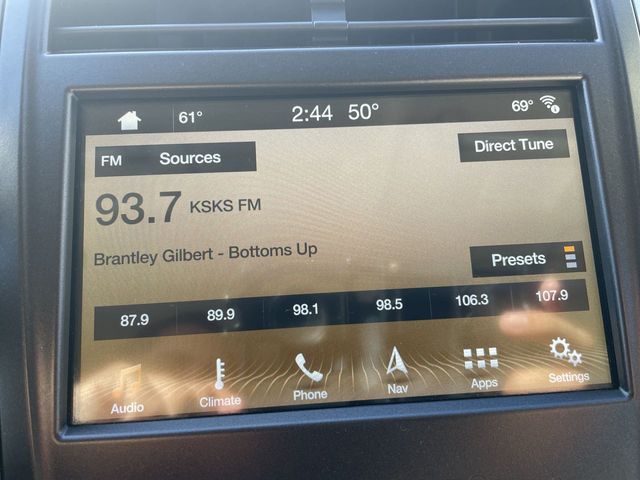 61° 2:44 50° 69°
FM Sources Direct Tune
93.7 KSKS FM
Brantley Gilbert - Bottoms Up
Presets
87.9 89.9 98.1 98.5 106.3 107.9
Audio Climate Phone Nav Apps Settings